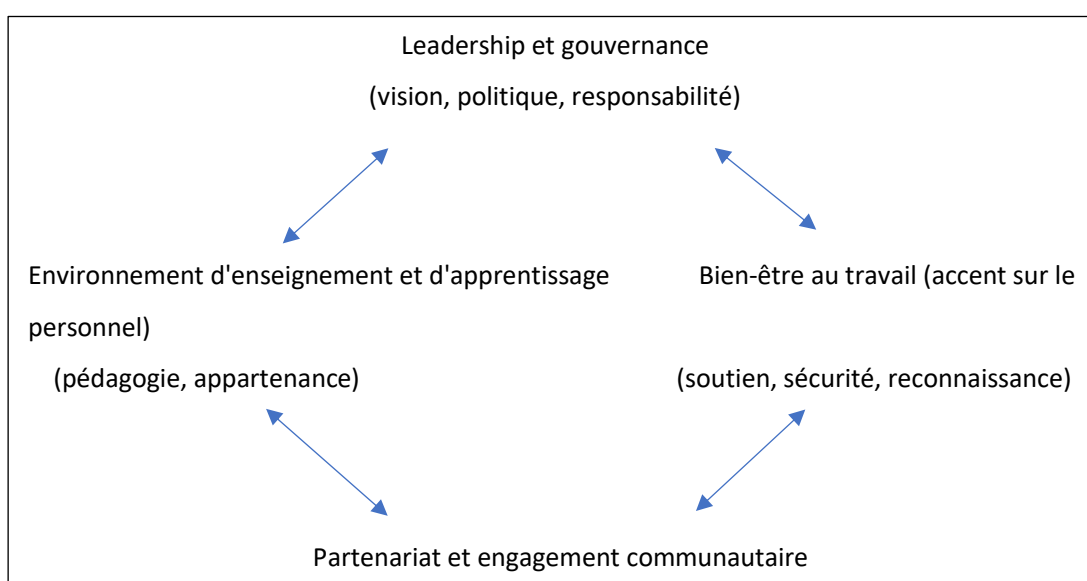 Leadership et gouvernance
(vision, politique, responsabilité)
Environnement d'enseignement et d'apprentissage Bien-être au travail (accent sur le
personnel)
(pédagogie, appartenance) (soutien, sécurité, reconnaissance)
Partenariat et engagement communautaire